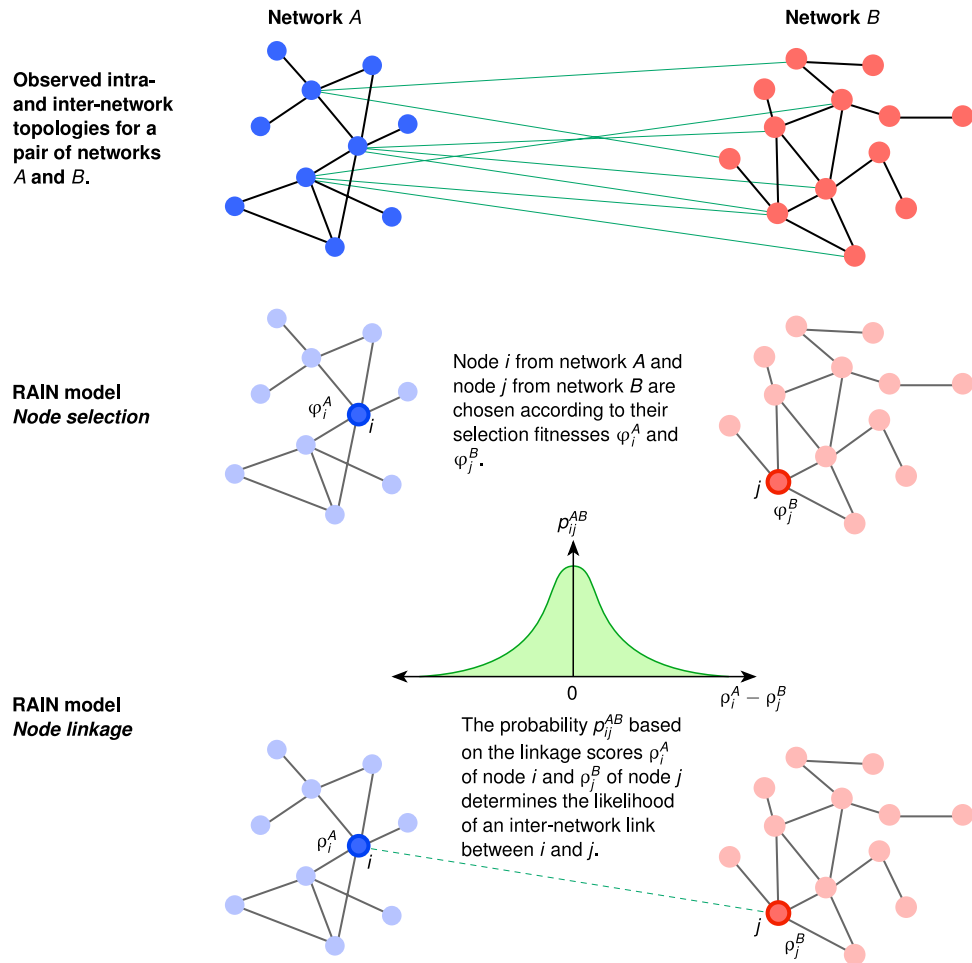 Network A
Network B
Observed intra-
and inter-network
topologies for a
pair of networks
A and B.
RAIN model
Node selection
φ_i^A
i
Node i from network A and
node j from network B are
chosen according to their
selection fitnesses φ_i^A and
φ_j^B.
j
φ_j^B
p_ij^AB
0
ρ_i^A − ρ_j^B
RAIN model
Node linkage
The probability p_ij^AB based
on the linkage scores ρ_i^A
of node i and ρ_j^B of node j
determines the likelihood
of an inter-network link
between i and j.
ρ_i^A
i
j
ρ_j^B